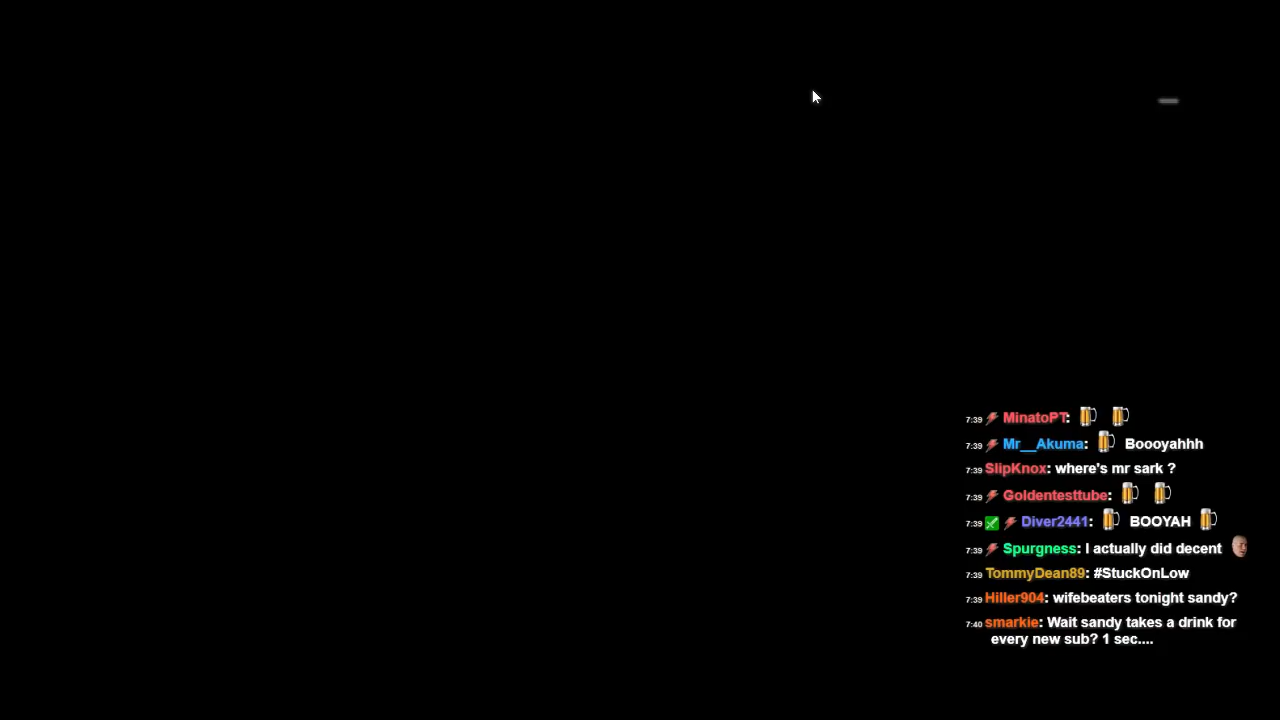 7:39 MinatoPT:
7:39 Mr__Akuma: Boooyahhh
7:39 SlipKnox: where's mr sark ?
7:39 Goldentesttube:
7:39 Diver2441: BOOYAH
7:39 Spurgness: I actually did decent
7:39 TommyDean89: #StuckOnLow
7:39 Hiller904: wifebeaters tonight sandy?
7:40 smarkie: Wait sandy takes a drink for
every new sub? 1 sec....